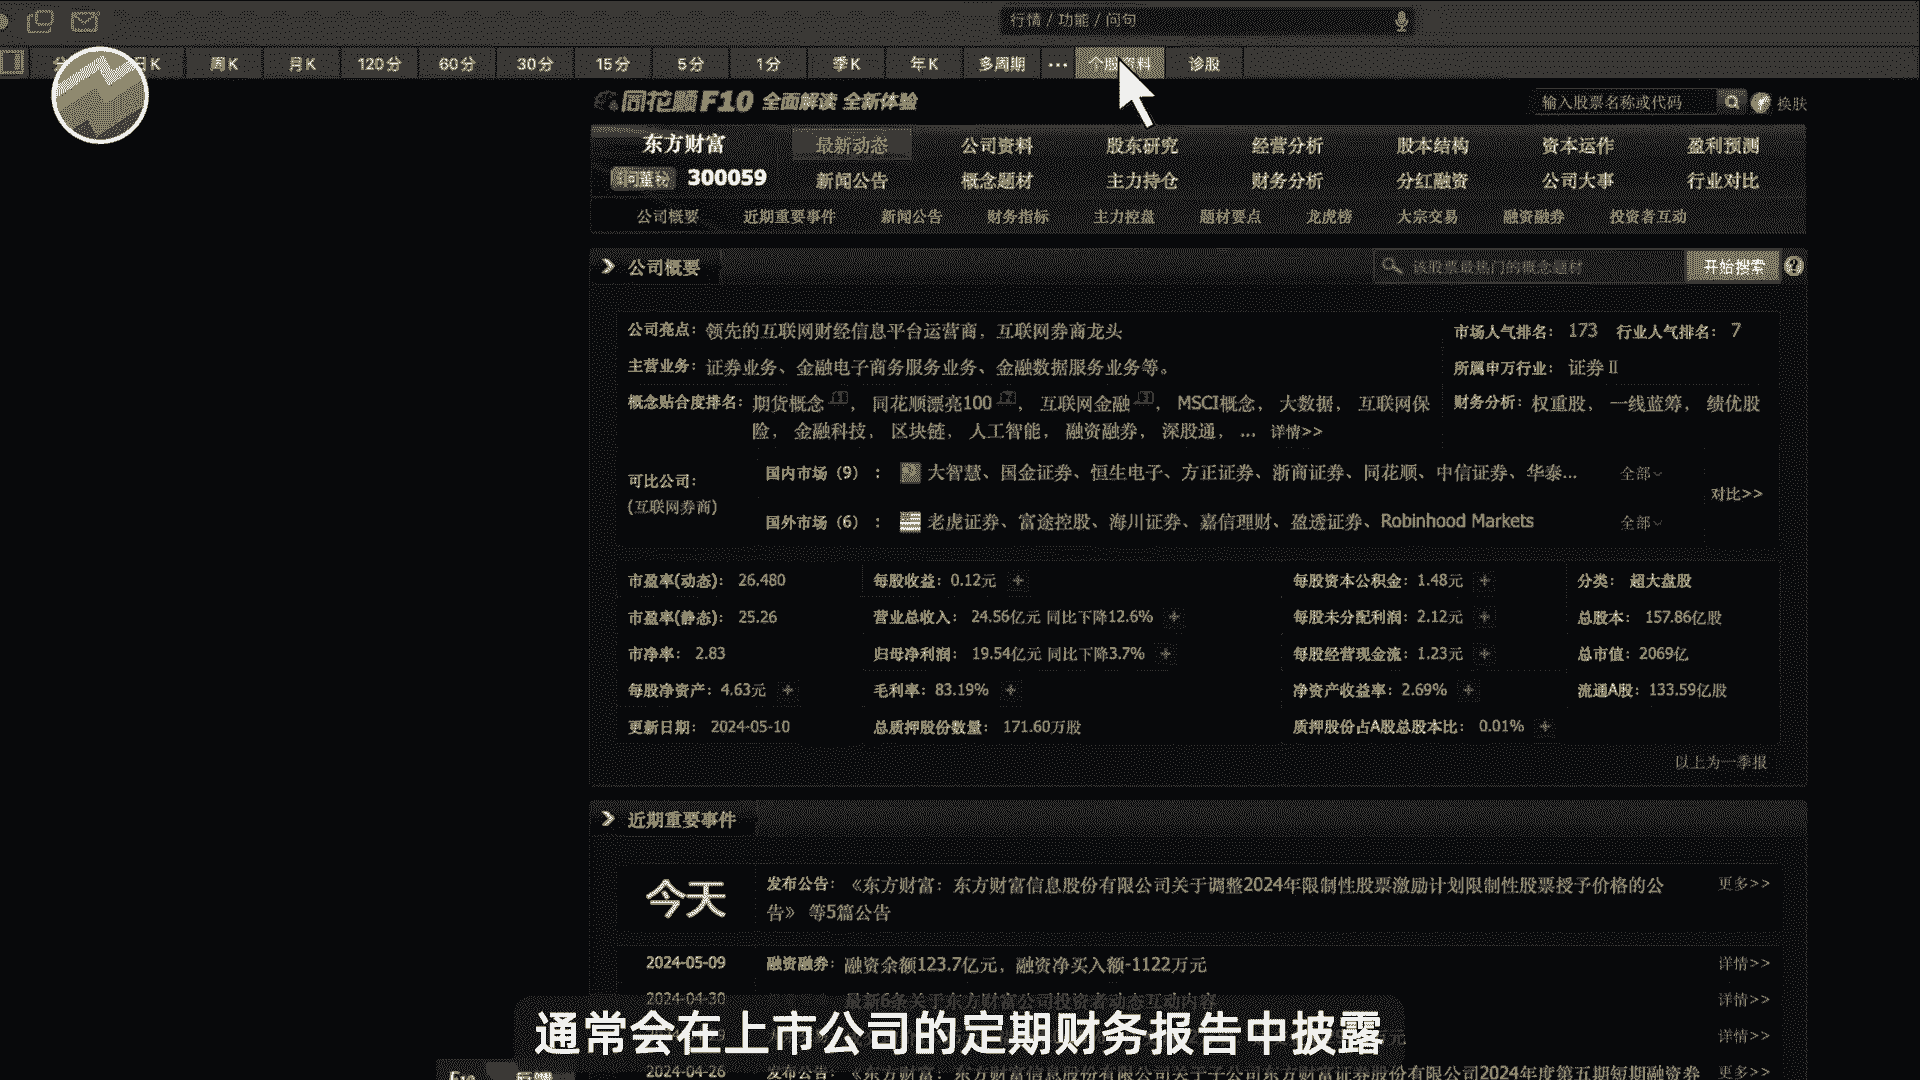 行情 / 功能 / 问句
周K 月K 120分 60分 30分 15分 5分 1分 季K 年K 多周期 ... 个股资料 诊股
同花顺F10 全面解读 全新体验
输入股票名称或代码 换肤
东方财富 最新动态 公司资料 股东研究 经营分析 股本结构 资本运作 盈利预测
问董秘 300059 新闻公告 概念题材 主力持仓 财务分析 分红融资 公司大事 行业对比
公司概要 近期重要事件 新闻公告 财务指标 主力控盘 题材要点 龙虎榜 大宗交易 融资融券 投资者互动
公司概要 该股票最热门的概念题材 开始搜索
公司亮点：领先的互联网财经信息平台运营商，互联网券商龙头 市场人气排名：173 行业人气排名：7
主营业务：证券业务、金融电子商务服务业务、金融数据服务业务等。 所属申万行业：证券Ⅱ
概念贴合度排名：期货概念，同花顺漂亮100，互联网金融，MSCI概念，大数据，互联网保 财务分析：权重股，一线蓝筹，绩优股
险，金融科技，区块链，人工智能，融资融券，深股通，... 详情>>
可比公司：
(互联网券商)
国内市场（9）：大智慧、国金证券、恒生电子、方正证券、浙商证券、同花顺、中信证券、华泰... 全部
对比>>
国外市场（6）：老虎证券、富途控股、海川证券、嘉信理财、盈透证券、Robinhood Markets 全部
市盈率(动态)：26.480 每股收益：0.12元 每股资本公积金：1.48元 分类：超大盘股
市盈率(静态)：25.26 营业总收入：24.56亿元 同比下降12.6% 每股未分配利润：2.12元 总股本：157.86亿股
市净率：2.83 归母净利润：19.54亿元 同比下降3.7% 每股经营现金流：1.23元 总市值：2069亿
每股净资产：4.63元 毛利率：83.19% 净资产收益率：2.69% 流通A股：133.59亿股
更新日期：2024-05-10 总质押股份数量：171.60万股 质押股份占A股总股本比：0.01%
以上为一季报
近期重要事件
今天 发布公告：《东方财富：东方财富信息股份有限公司关于调整2024年限制性股票激励计划限制性股票授予价格的公 更多>>
告》 等5篇公告
2024-05-09 融资融券：融资余额123.7亿元，融资净买入额-1122万元 详情>>
2024-04-30 最新6条关于东方财富公司投资者动态互动内容 详情>>
通常会在上市公司的定期财务报告中披露
详情>>
2024-04-26 发布公告：《东方财富：东方财富信息股份有限公司关于子公司东方财富证券股份有限公司2024年度第五期短期融资券 更多>>